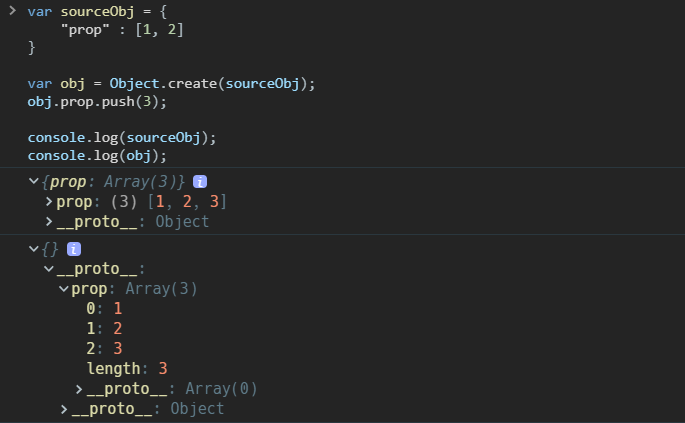 var sourceObj = {
    "prop" : [1, 2]
}

var obj = Object.create(sourceObj);
obj.prop.push(3);

console.log(sourceObj);
console.log(obj);
{prop: Array(3)} i
prop: (3) [1, 2, 3]
__proto__: Object
{} i
__proto__:
prop: Array(3)
0: 1
1: 2
2: 3
length: 3
__proto__: Array(0)
__proto__: Object